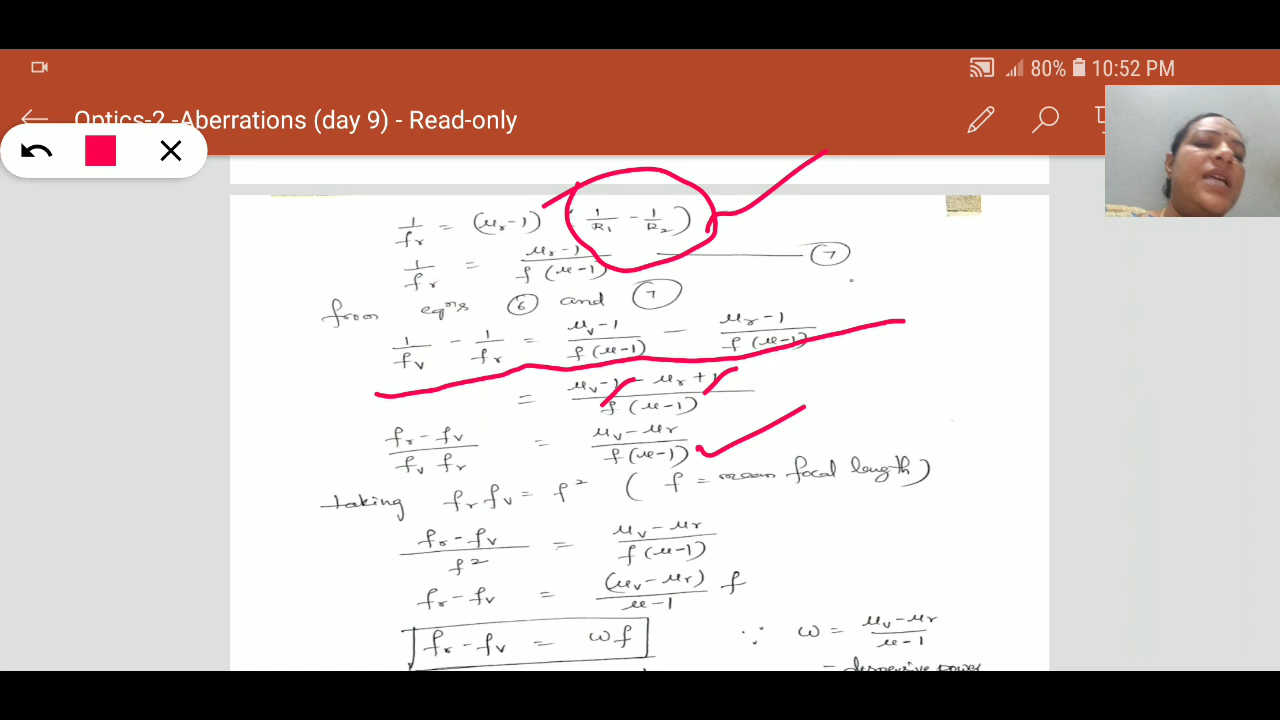 80% 10:52 PM
Optics-2 -Aberrations (day 9) - Read-only
1/fr = (μr-1) (1/R1 - 1/R2)
1/fr = μr-1 / f(μ-1) ——— (7)
from eqns (6) and (7)
1/fv - 1/fr = μv-1 / f(μ-1) - μr-1 / f(μ-1)
= μv-1 - μr+1 / f(μ-1)
fr-fv / fv fr = μv-μr / f(μ-1)
taking fr fv = f² ( f = mean focal length)
fr-fv / f² = μv-μr / f(μ-1)
fr-fv = (μv-μr) / μ-1 f
fr-fv = ωf ∵ ω = μv-μr / μ-1
- dispersive power